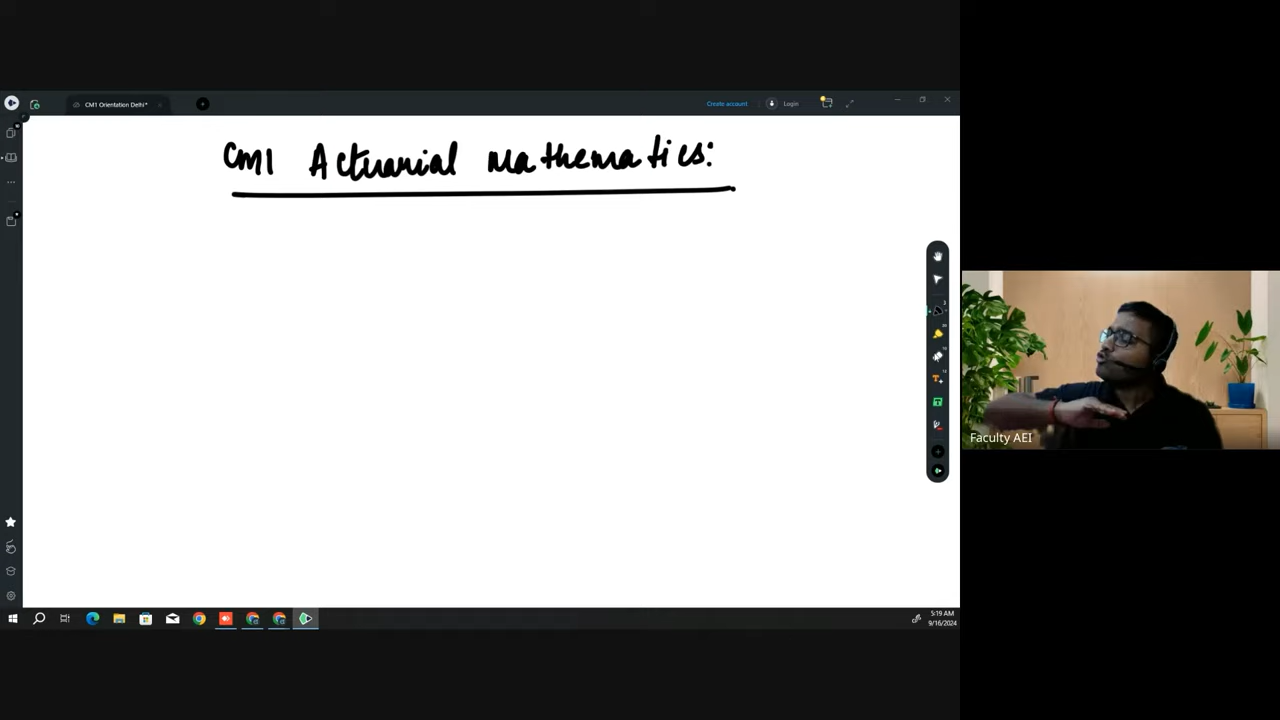 CM1 Orientation Delhi*
Create account
Login
CM1 Actuarial Mathematics:
Faculty AEI
5:19 AM
9/16/2024